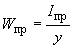 Wпр = Iпр / y